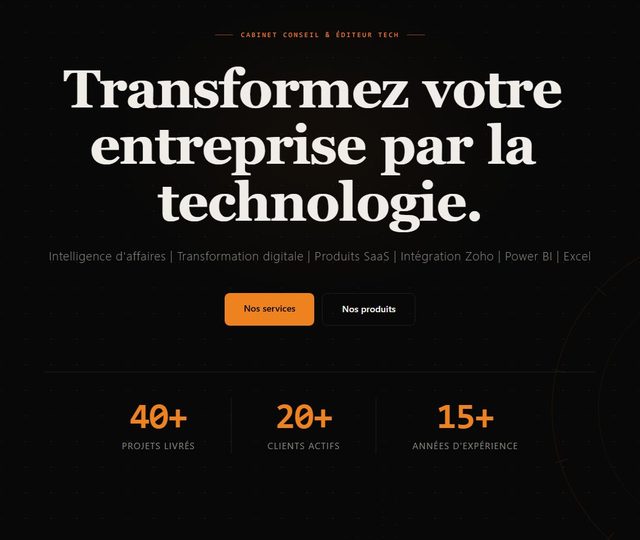 CABINET CONSEIL & ÉDITEUR TECH
Transformez votre
entreprise par la
technologie.
Intelligence d'affaires | Transformation digitale | Produits SaaS | Intégration Zoho | Power BI | Excel
Nos services
Nos produits
40+
20+
15+
PROJETS LIVRÉS
CLIENTS ACTIFS
ANNÉES D'EXPÉRIENCE